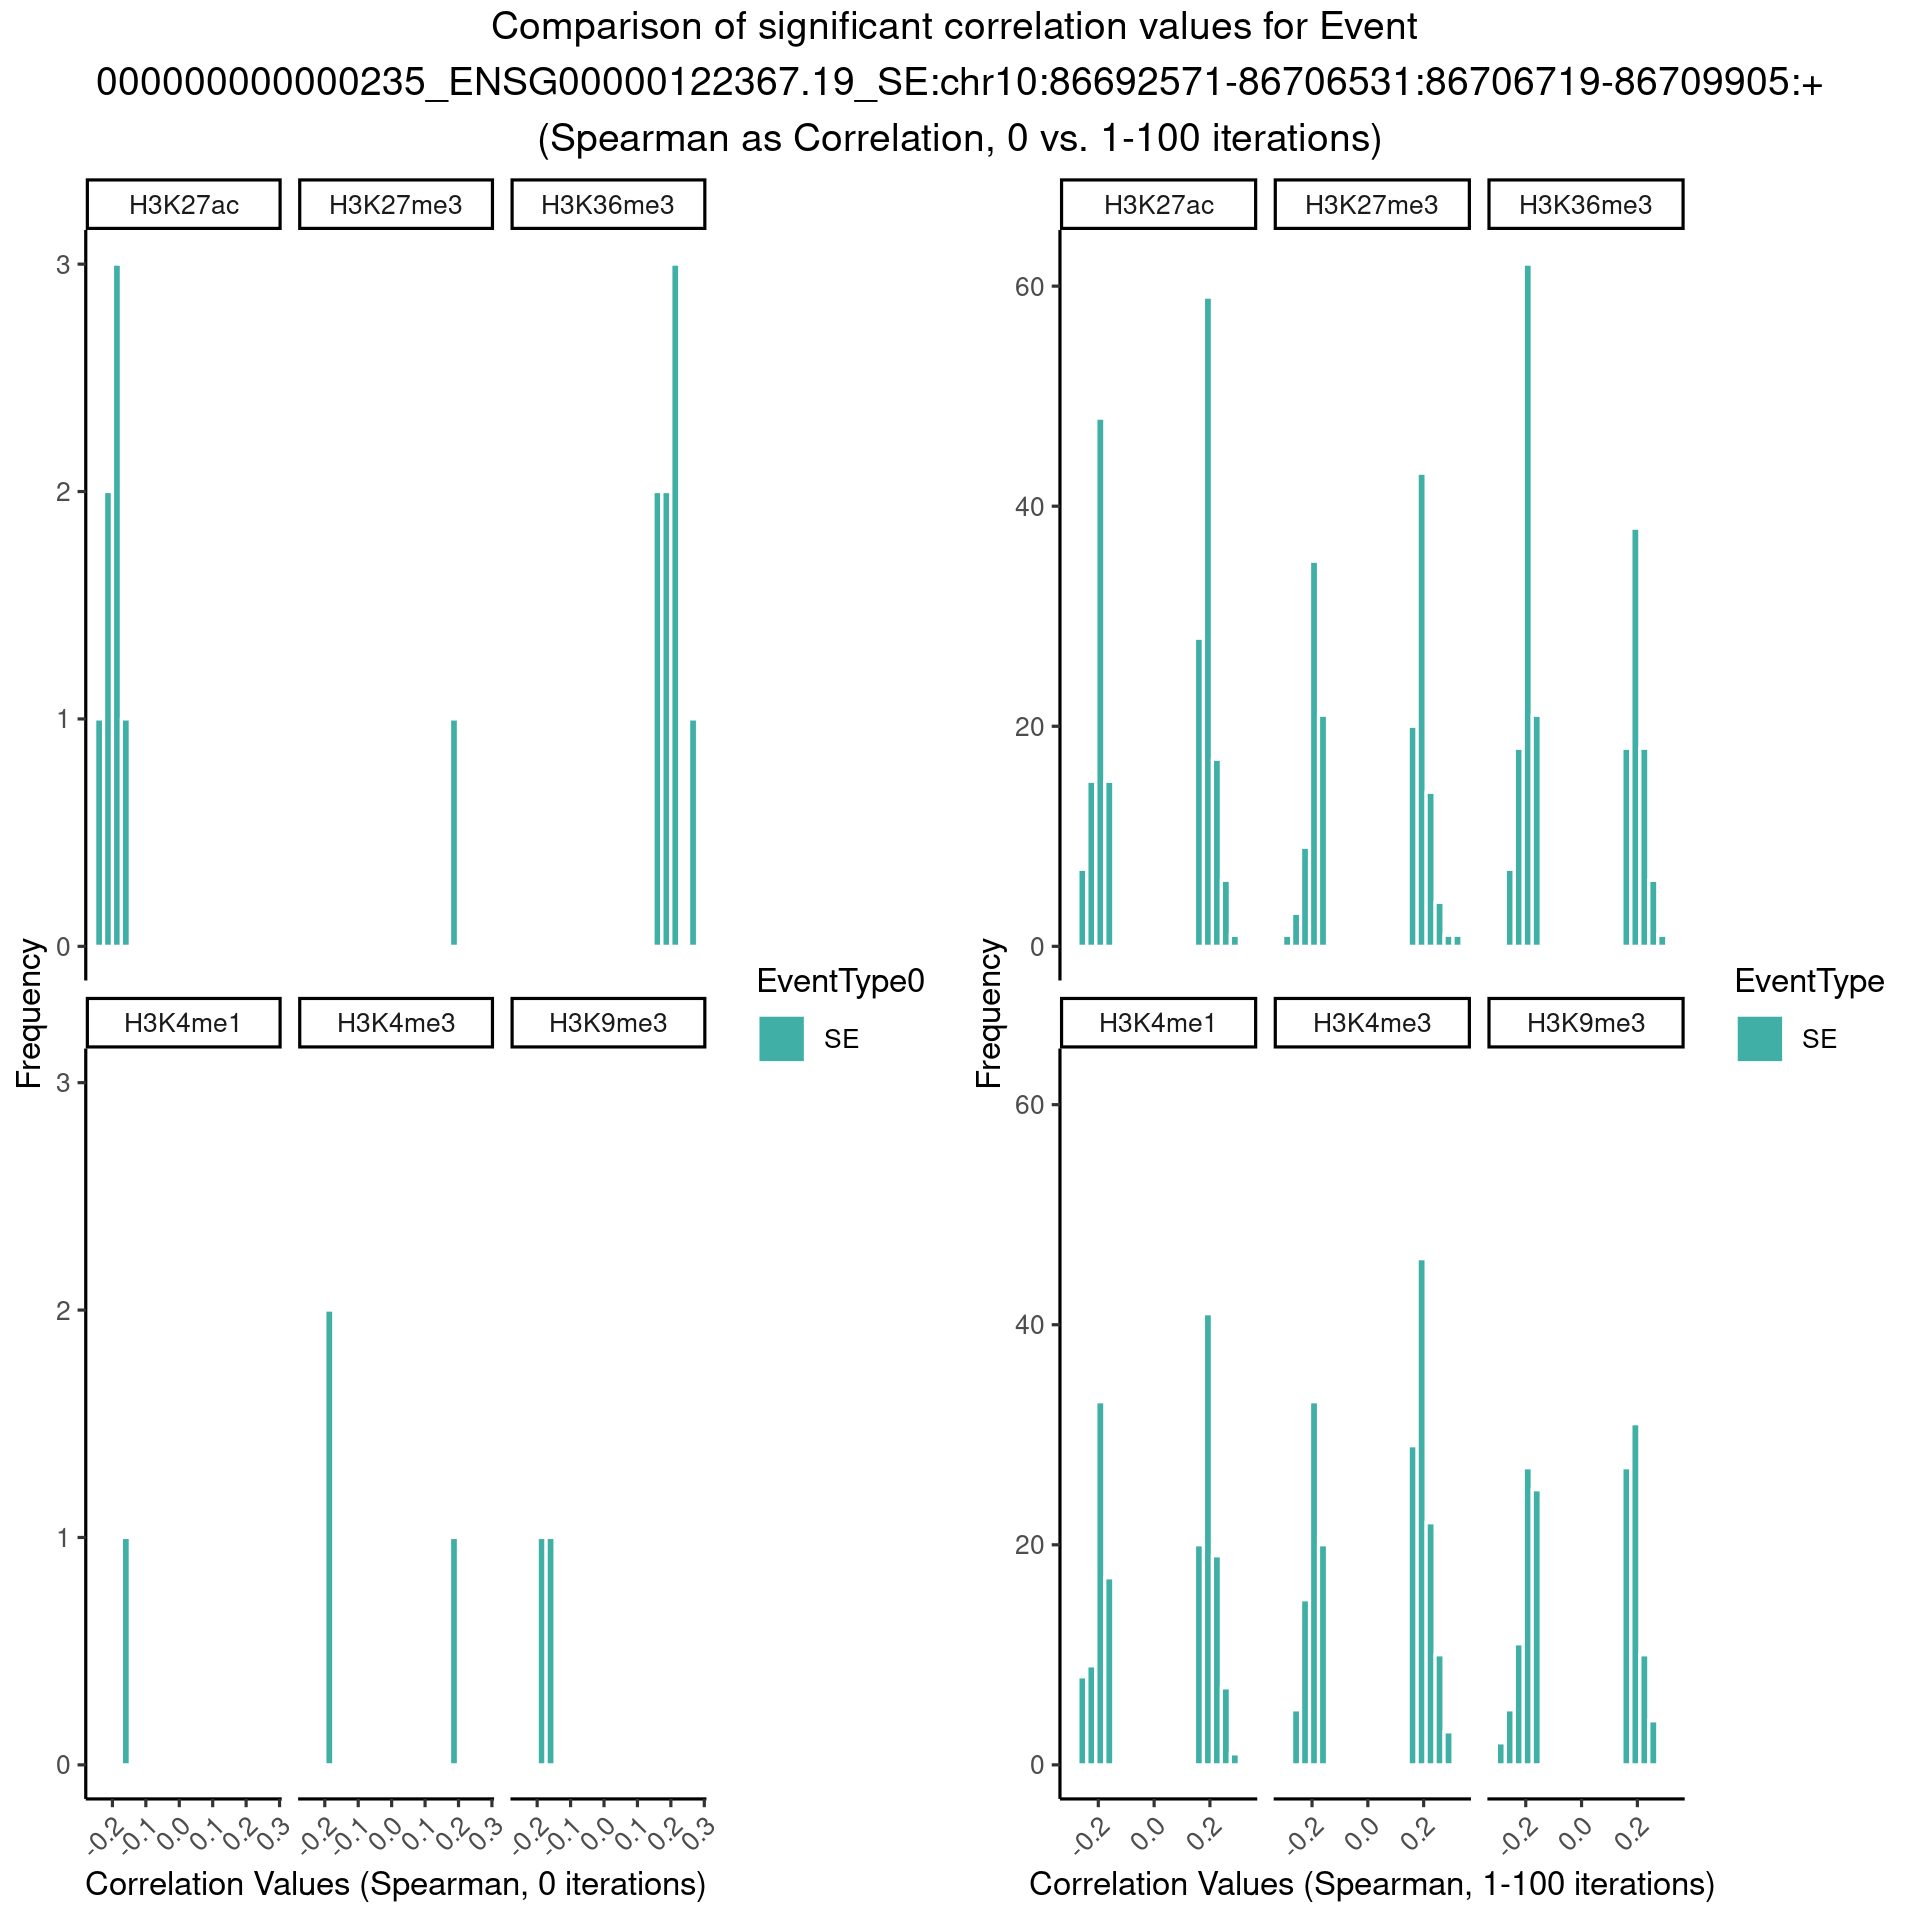 Comparison of significant correlation values for Event
000000000000235_ENSG00000122367.19_SE:chr10:86692571-86706531:86706719-86709905:+
(Spearman as Correlation, 0 vs. 1-100 iterations)
H3K27ac H3K27me3 H3K36me3
3
2
1
0
H3K4me1 H3K4me3 H3K9me3
3
2
1
0
-0.2 -0.1 0.0 0.1 0.2 0.3 -0.2 -0.1 0.0 0.1 0.2 0.3 -0.2 -0.1 0.0 0.1 0.2 0.3
Frequency
Correlation Values (Spearman, 0 iterations)
EventType0
SE
H3K27ac H3K27me3 H3K36me3
60
40
20
0
H3K4me1 H3K4me3 H3K9me3
60
40
20
0
-0.2 0.0 0.2 -0.2 0.0 0.2 -0.2 0.0 0.2
Frequency
Correlation Values (Spearman, 1-100 iterations)
EventType
SE